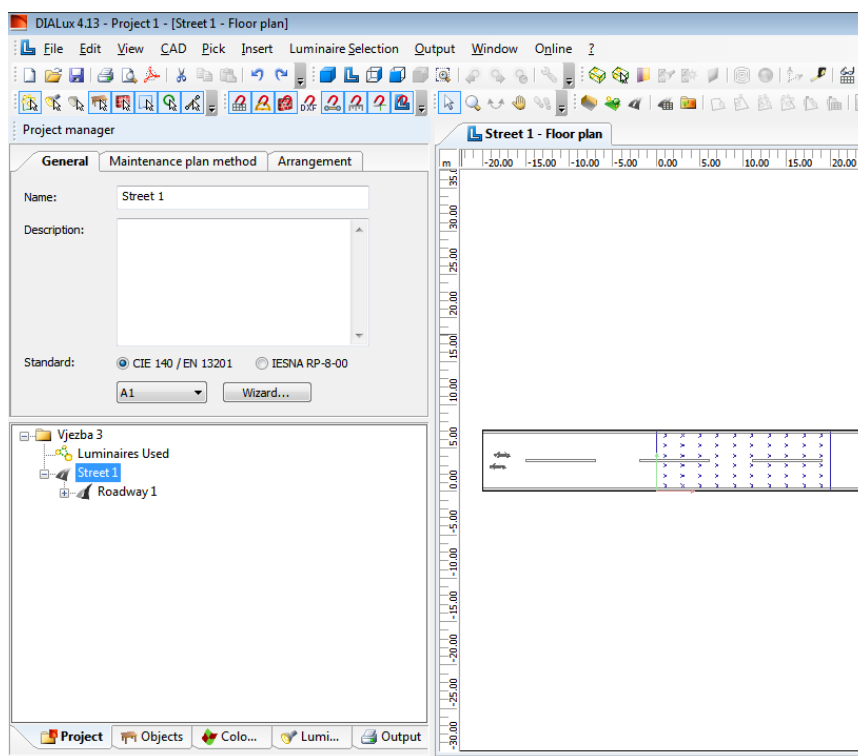 DIALux 4.13 - Project 1 - [Street 1 - Floor plan]
File Edit View CAD Pick Insert Luminaire Selection Output Window Online ?
Project manager
General Maintenance plan method Arrangement
Name: Street 1
Description:
Standard: CIE 140 / EN 13201 IESNA RP-8-00
A1 Wizard...
Vjezba 3
Luminaires Used
Street 1
Roadway 1
Project Objects Colo... Lumi... Output
Street 1 - Floor plan
m -20.00 -15.00 -10.00 -5.00 0.00 5.00 10.00 15.00 20.00
35.
30.00
25.00
20.00
15.00
10.00
5.00
0.00
-5.00
-10.00
-15.00
-20.00
-25.00
-30.00
DXF